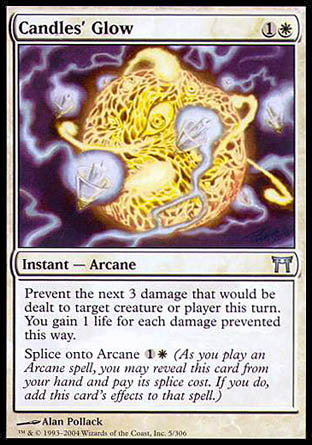 Candles' Glow 1
Instant — Arcane
Prevent the next 3 damage that would be
dealt to target creature or player this turn.
You gain 1 life for each damage prevented
this way.
Splice onto Arcane 1 (As you play an
Arcane spell, you may reveal this card from
your hand and pay its splice cost. If you do,
add this card's effects to that spell.)
Alan Pollack
™ & © 1993–2004 Wizards of the Coast, Inc. 5/306